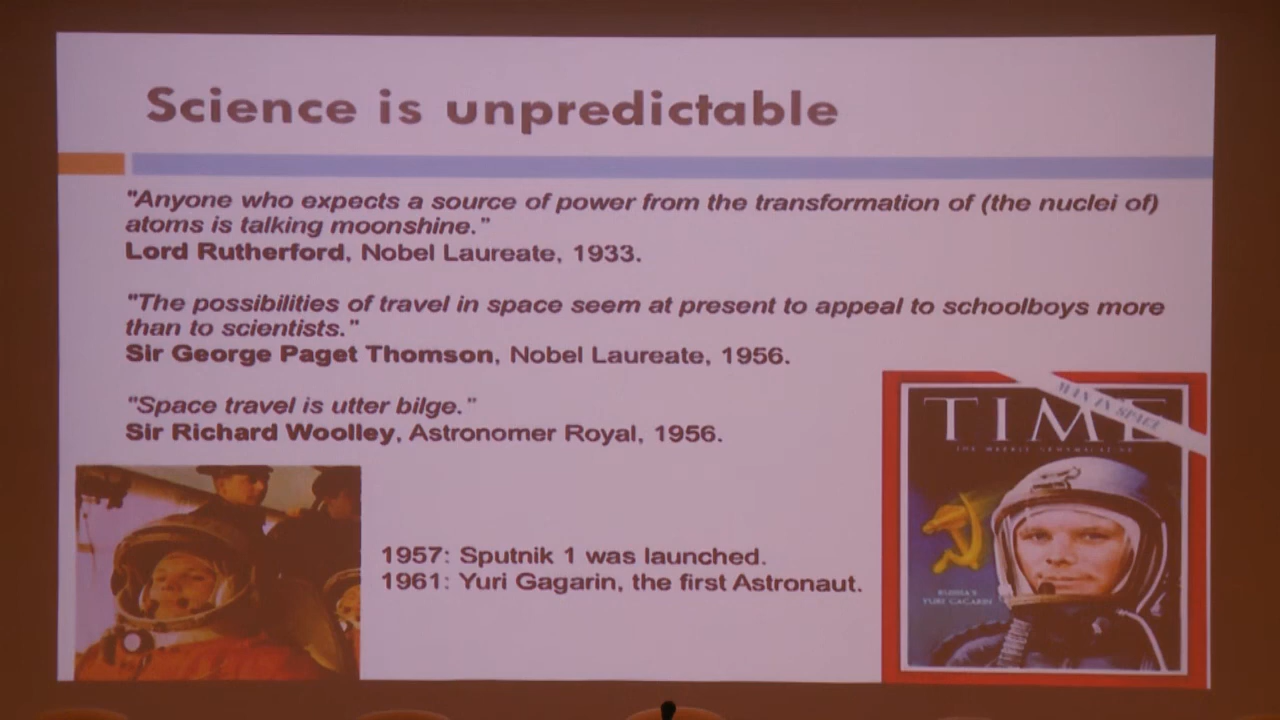 Science is unpredictable
"Anyone who expects a source of power from the transformation of (the nuclei of)
atoms is talking moonshine."
Lord Rutherford, Nobel Laureate, 1933.
"The possibilities of travel in space seem at present to appeal to schoolboys more
than to scientists."
Sir George Paget Thomson, Nobel Laureate, 1956.
"Space travel is utter bilge."
Sir Richard Woolley, Astronomer Royal, 1956.
MAN IN SPACE
TIME
THE WEEKLY NEWSMAGAZINE
RUSSIA'S
YURI GAGARIN
1957: Sputnik 1 was launched.
1961: Yuri Gagarin, the first Astronaut.